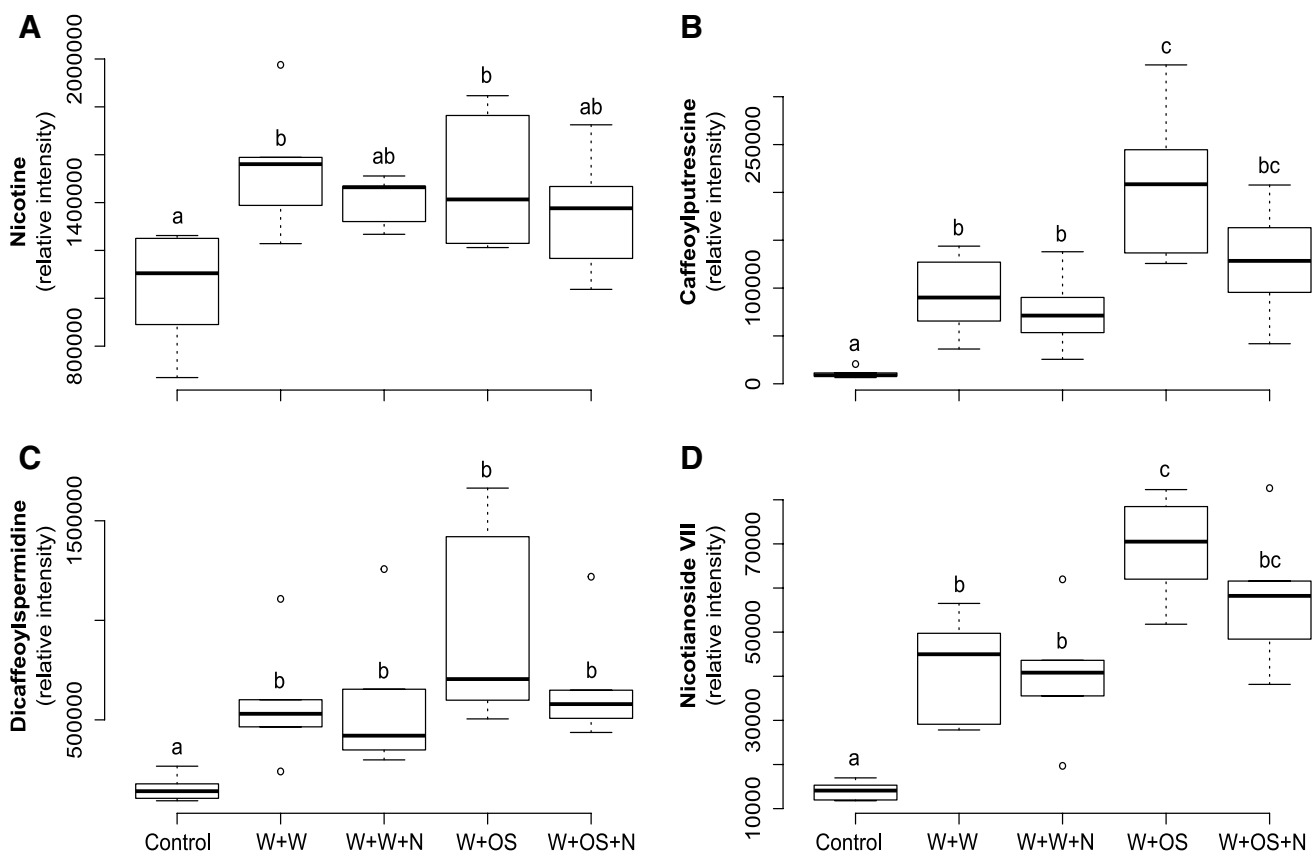 A
Nicotine
(relative intensity)
2000000
1400000
800000
a
b
ab
b
ab
B
Caffeoylputrescine
(relative intensity)
250000
100000
0
a
b
b
c
bc
C
Dicaffeoylspermidine
(relative intensity)
1500000
500000
a
b
b
b
b
Control
W+W
W+W+N
W+OS
W+OS+N
D
Nicotianoside VII
(relative intensity)
70000
50000
30000
10000
a
b
b
c
bc
Control
W+W
W+W+N
W+OS
W+OS+N